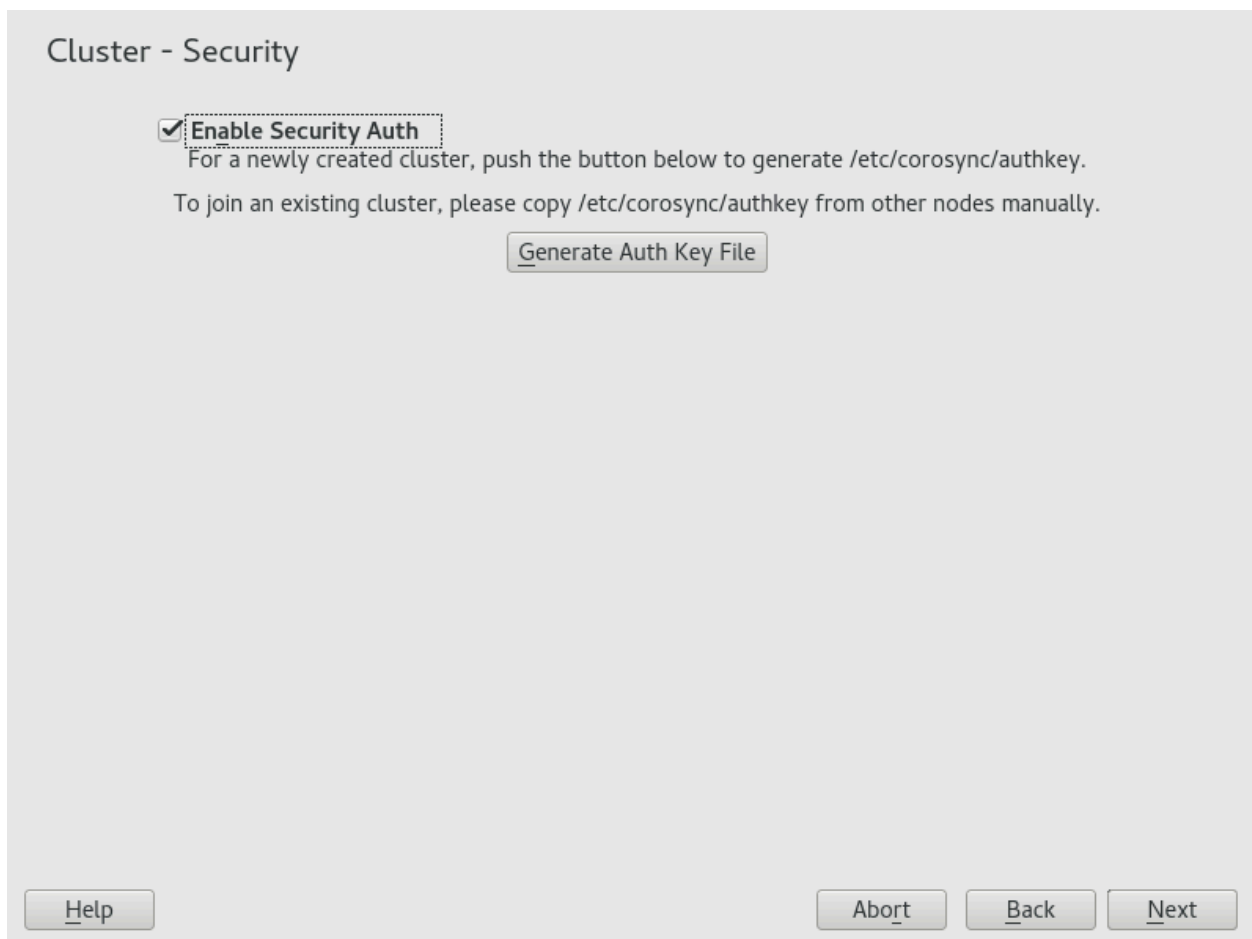 Cluster - Security
Enable Security Auth
For a newly created cluster, push the button below to generate /etc/corosync/authkey.
To join an existing cluster, please copy /etc/corosync/authkey from other nodes manually.
Generate Auth Key File
Help
Abort
Back
Next